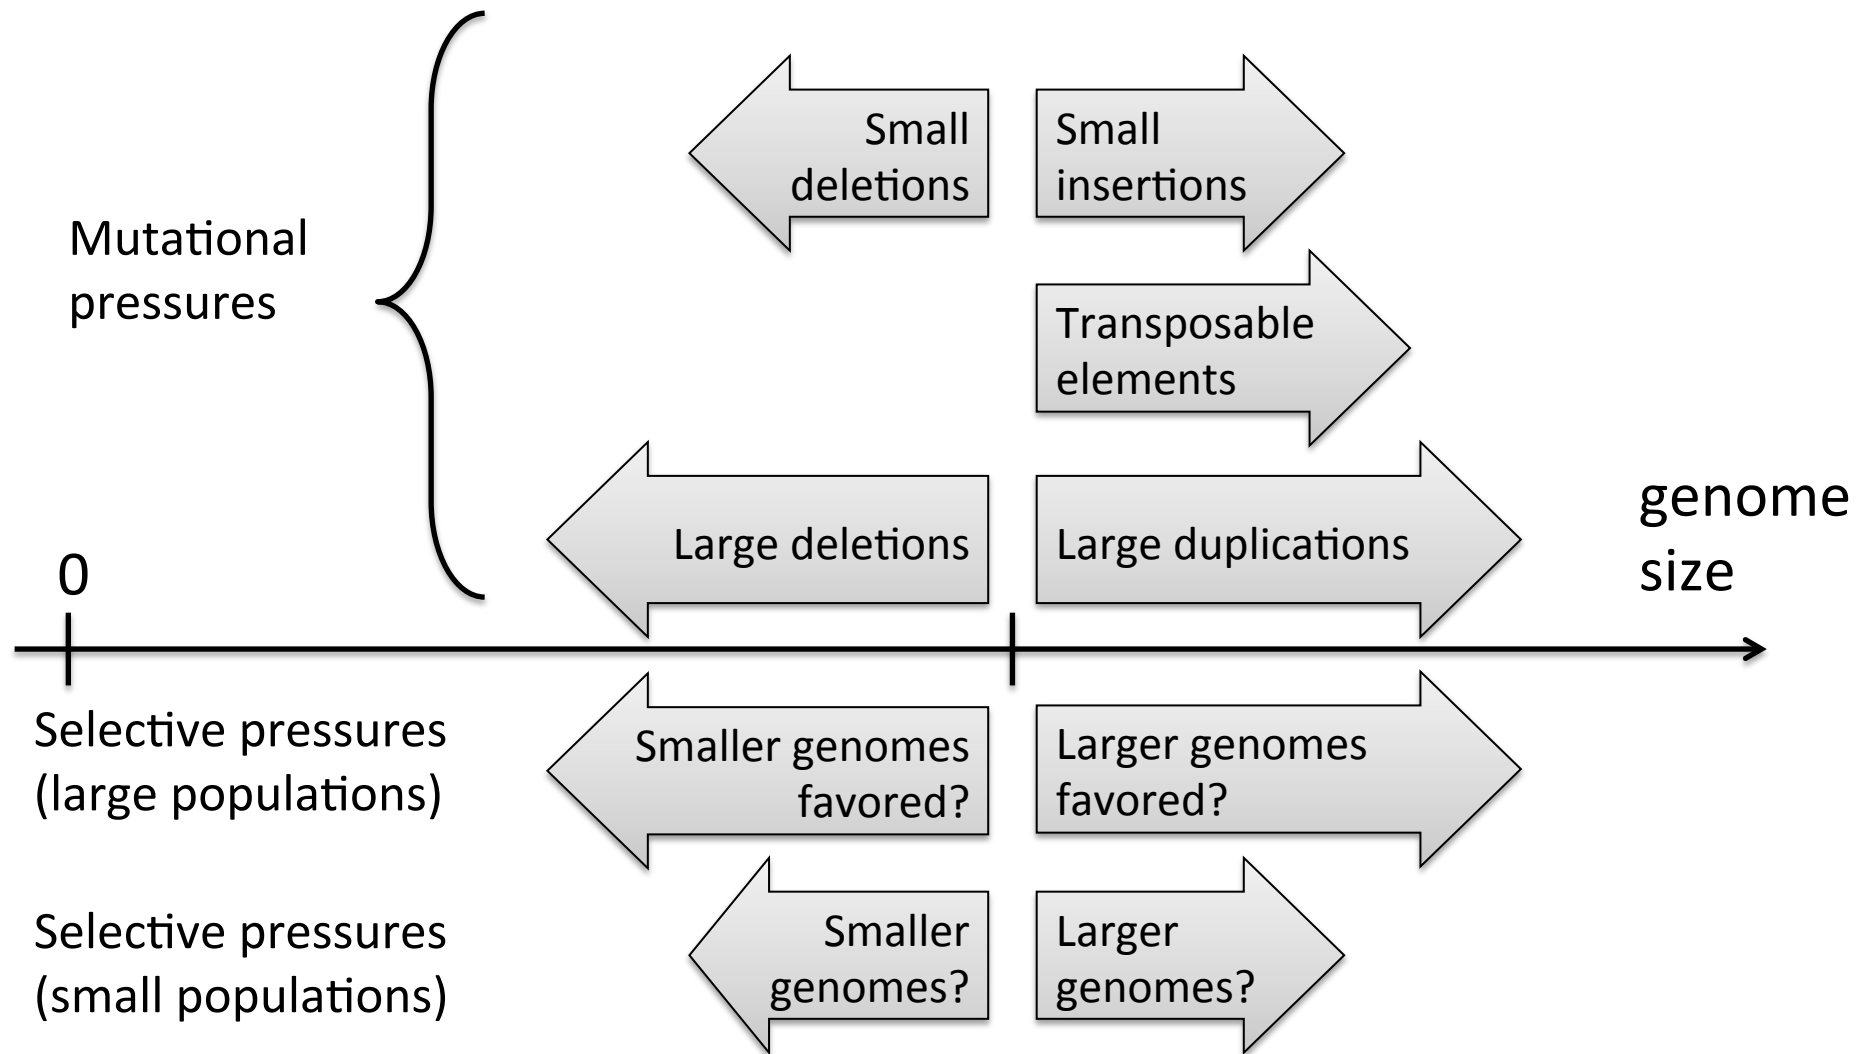 Small
deletions
Small
insertions
Mutational
pressures
Transposable
elements
Large deletions
Large duplications
genome
size
0
Selective pressures
(large populations)
Smaller genomes
favored?
Larger genomes
favored?
Selective pressures
(small populations)
Smaller
genomes?
Larger
genomes?